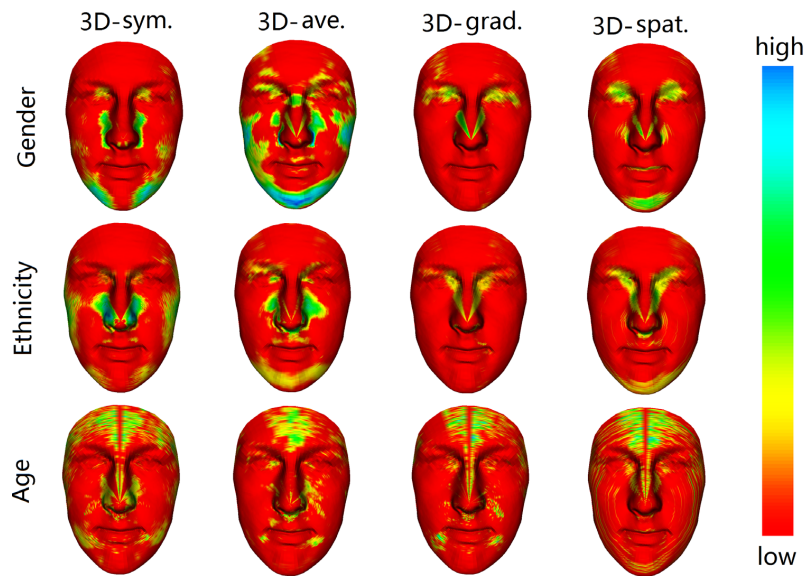 3D-sym. 3D-ave. 3D-grad. 3D-spat.
high
Gender
Ethnicity
Age
low